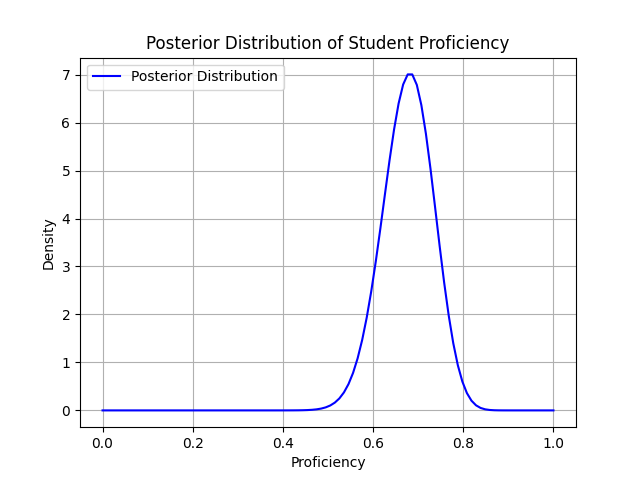 Posterior Distribution of Student Proficiency
Posterior Distribution
7
6
5
4
3
2
1
0
Density
0.0 0.2 0.4 0.6 0.8 1.0
Proficiency